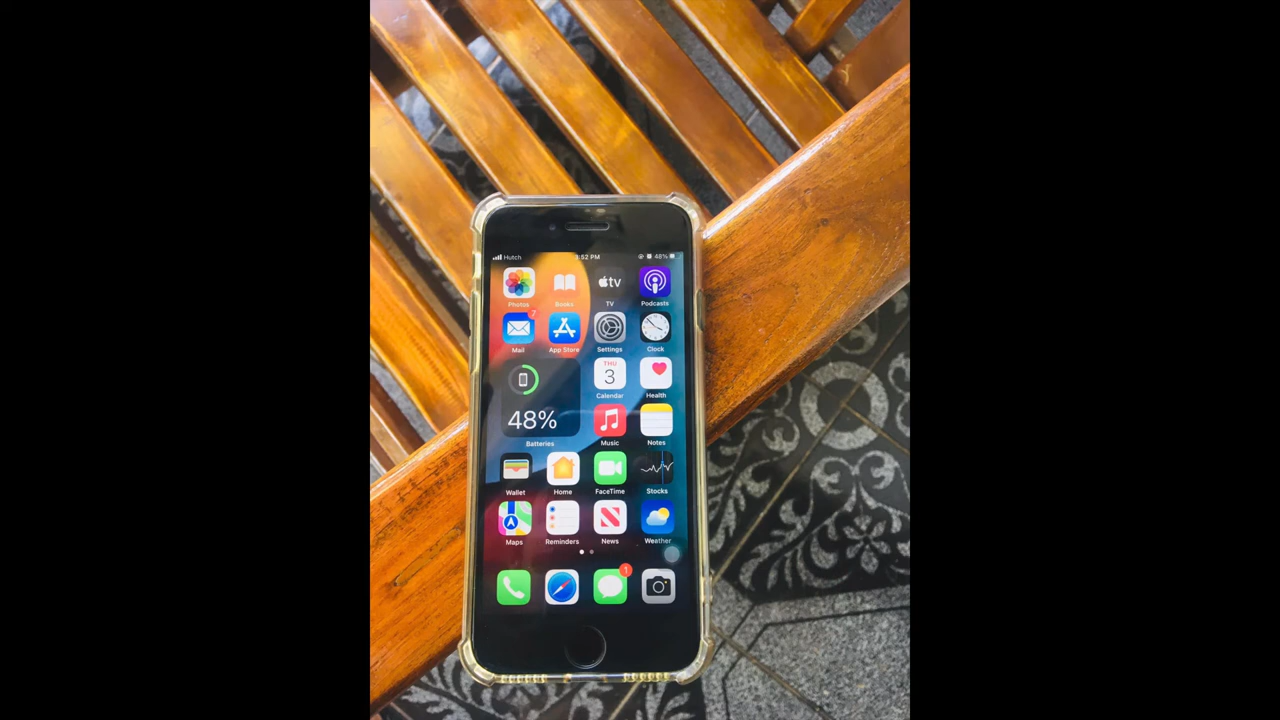 Hutch :52 PM 48%
Photos Books TV Podcasts
tv
7
Mail App Store Settings Clock
THU
3
Calendar Health
48%
Batteries Music Notes
Wallet Home FaceTime Stocks
Maps Reminders News Weather
1